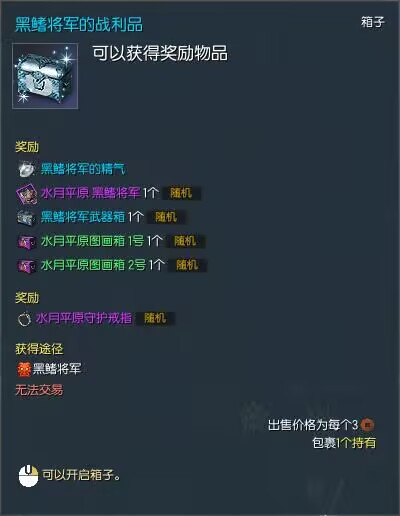 黑鳍将军的战利品 箱子
可以获得奖励物品
奖励
黑鳍将军的精气
水月平原·黑鳍将军 1个 随机
黑鳍将军武器箱 1个 随机
水月平原图画箱 1号 1个 随机
水月平原图画箱 2号 1个 随机
奖励
水月平原守护戒指 随机
获得途径
黑鳍将军
无法交易
出售价格为每个3
包裹1个持有
可以开启箱子。